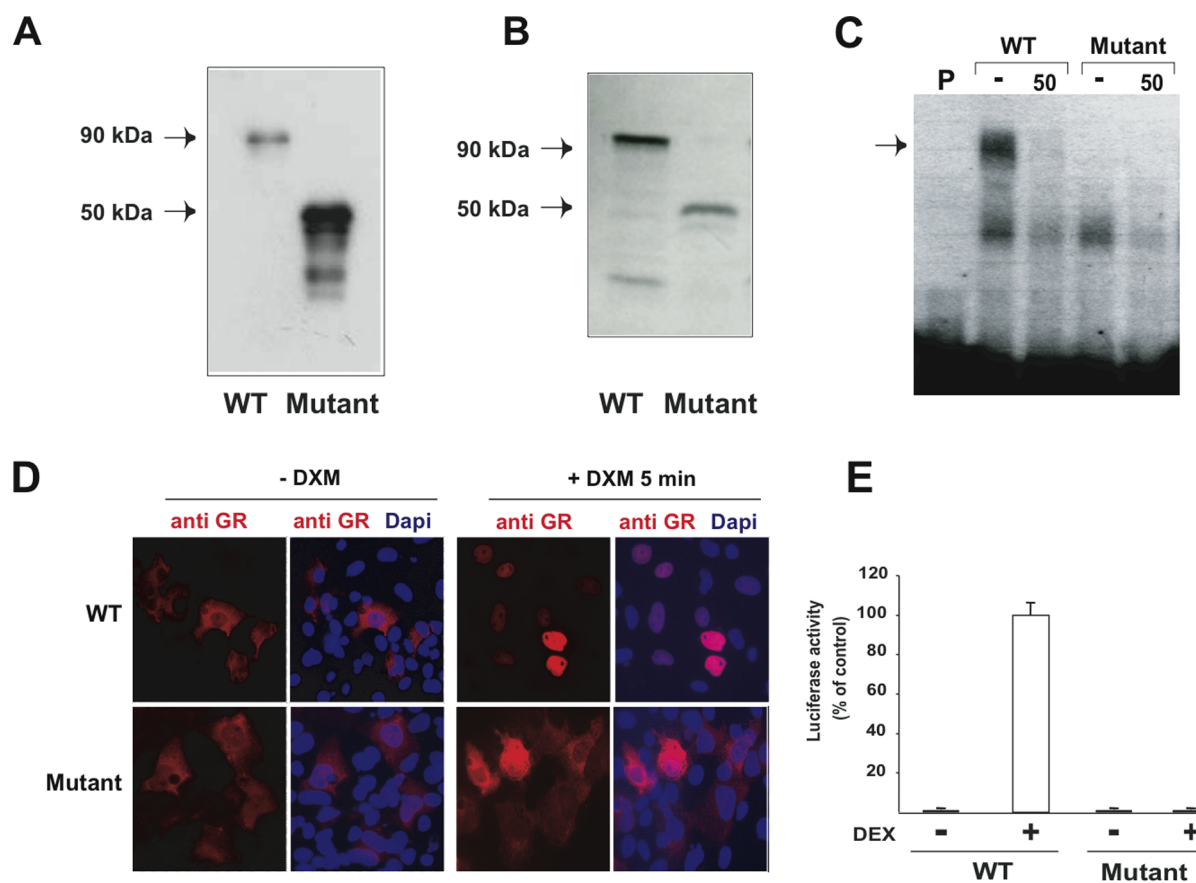 A
90 kDa
50 kDa
WT Mutant
B
90 kDa
50 kDa
WT Mutant
C
WT Mutant
P - 50 - 50
D
- DXM + DXM 5 min
anti GR anti GR Dapi anti GR anti GR Dapi
WT
Mutant
E
Luciferase activity
(% of control)
120
100
80
60
40
20
DEX - + - +
WT Mutant